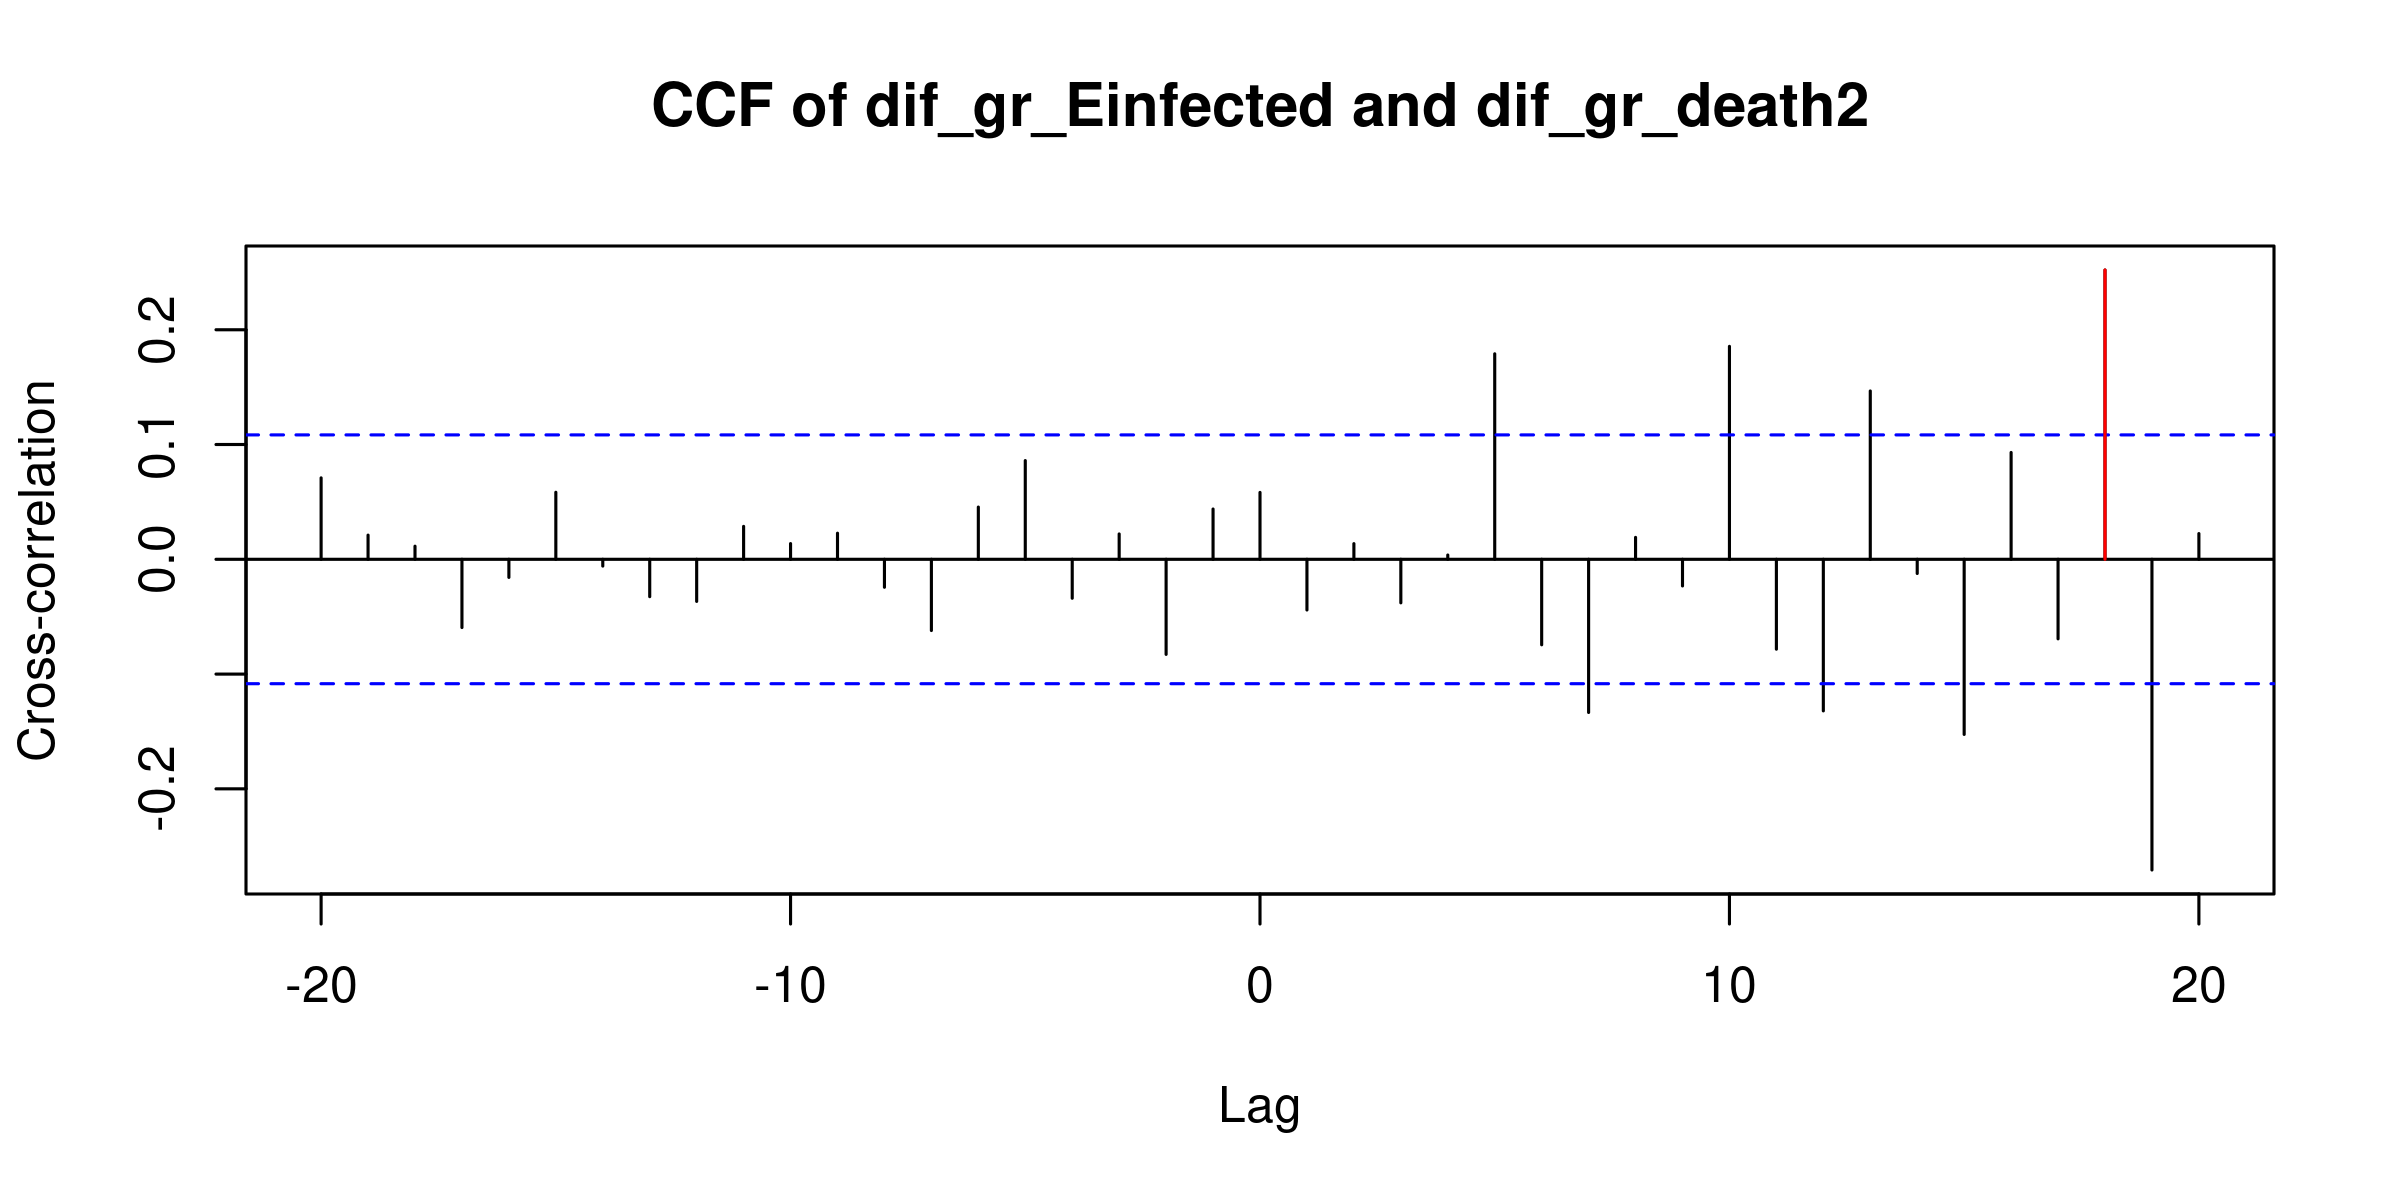 CCF of dif_gr_Einfected and dif_gr_death2
Cross-correlation
0.2
0.1
0.0
-0.2
-20 -10 0 10 20
Lag